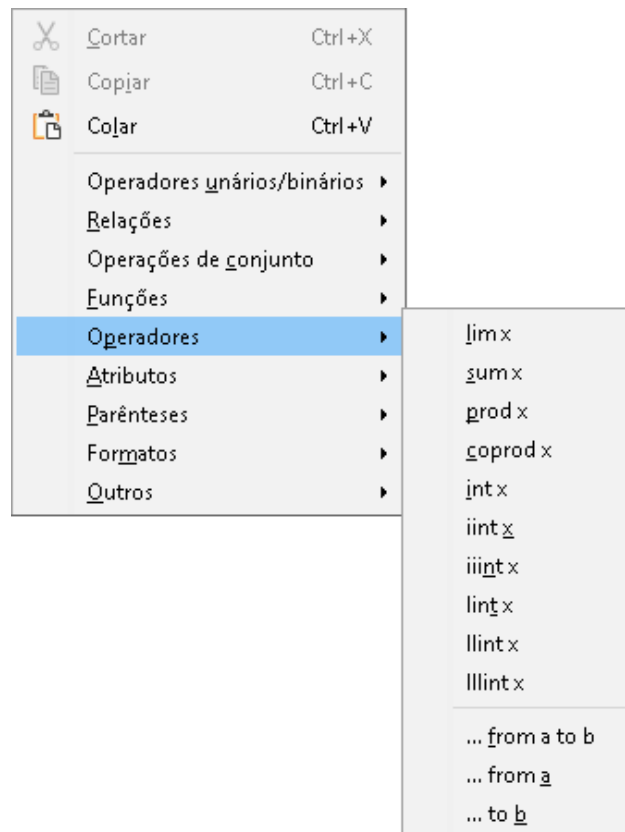 Cortar Ctrl+X
Copiar Ctrl+C
Colar Ctrl+V
Operadores unários/binários
Relações
Operações de conjunto
Funções
Operadores
Atributos
Parênteses
Formatos
Outros
lim x
sum x
prod x
coprod x
int x
iint x
iiint x
lint x
llint x
lllint x
... from a to b
... from a
... to b